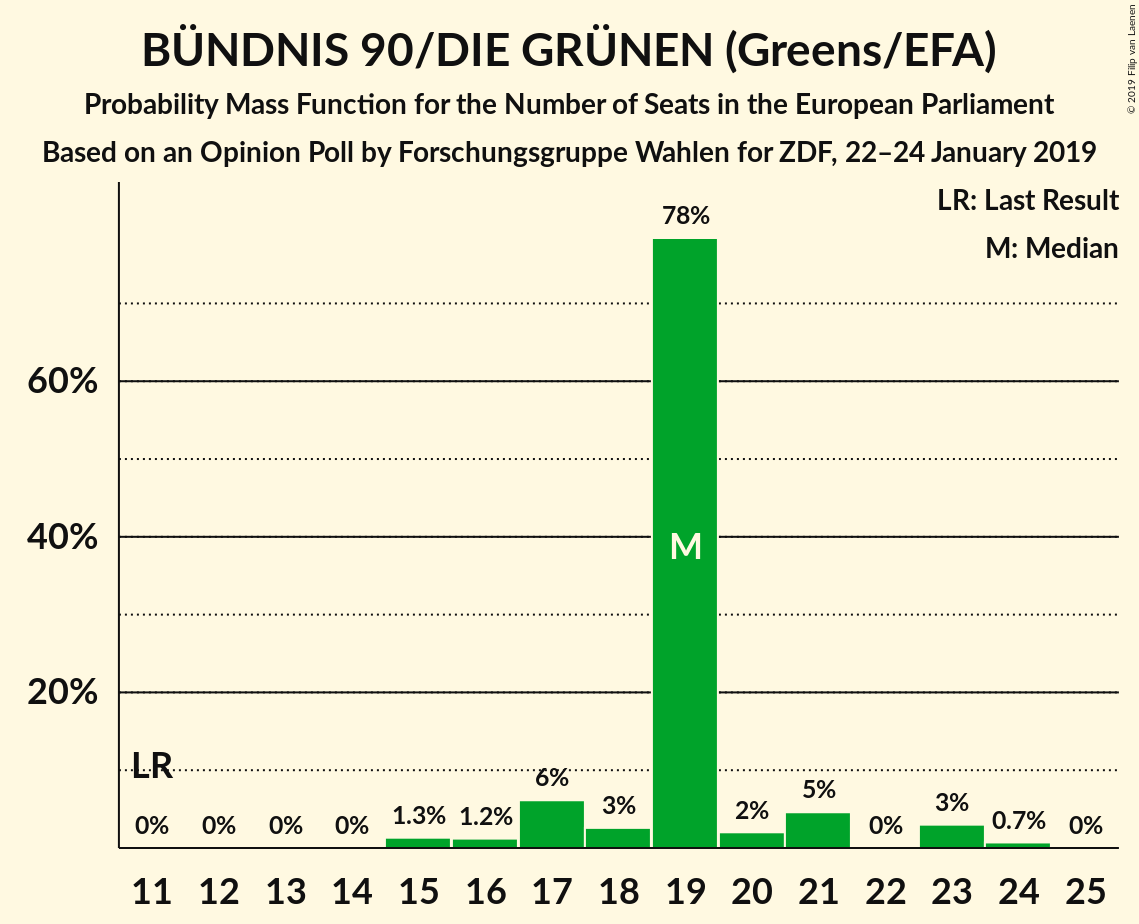 BÜNDNIS 90/DIE GRÜNEN (Greens/EFA)
Probability Mass Function for the Number of Seats in the European Parliament
Based on an Opinion Poll by Forschungsgruppe Wahlen for ZDF, 22–24 January 2019
© 2019 Filip van Laenen
LR: Last Result
M: Median
78%
60%
40%
M
20%
LR
0% 0% 0% 0% 1.3% 1.2% 6% 3% 2% 5% 0% 3% 0.7% 0%
11 12 13 14 15 16 17 18 19 20 21 22 23 24 25